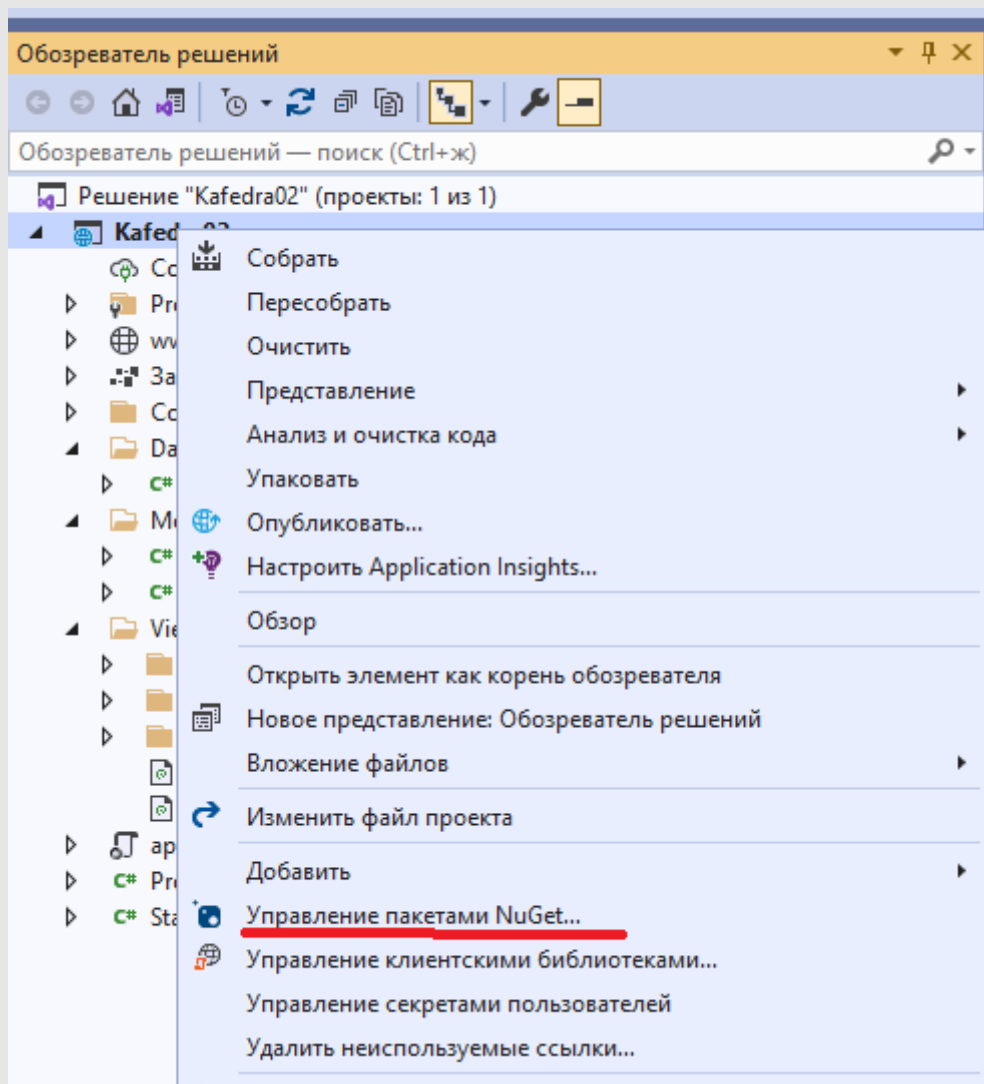 Обозреватель решений
Обозреватель решений — поиск (Ctrl+ж)
Решение "Kafedra02" (проекты: 1 из 1)
Собрать
Пересобрать
Очистить
Представление
Анализ и очистка кода
Упаковать
Опубликовать...
Настроить Application Insights...
Обзор
Открыть элемент как корень обозревателя
Новое представление: Обозреватель решений
Вложение файлов
Изменить файл проекта
Добавить
Управление пакетами NuGet...
Управление клиентскими библиотеками...
Управление секретами пользователей
Удалить неиспользуемые ссылки...